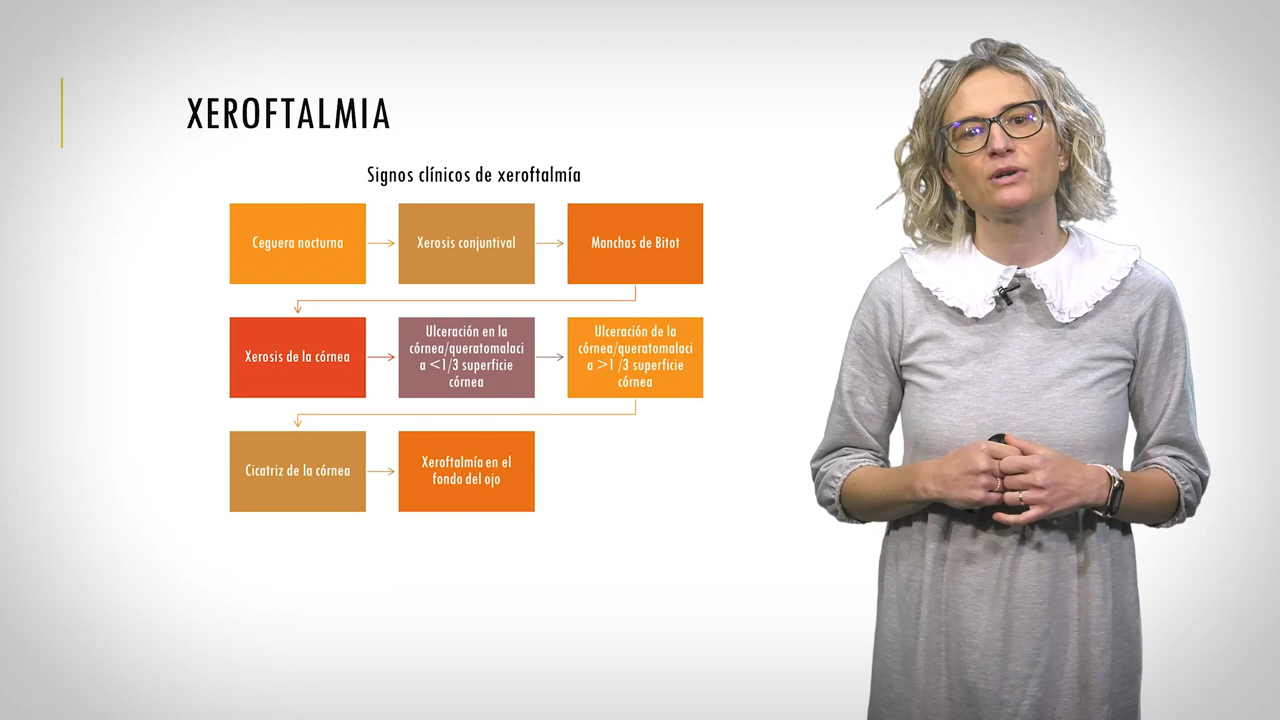 XEROFTALMIA
Signos clínicos de xeroftalmía
Ceguera nocturna
Xerosis conjuntival
Manchas de Bitot
Xerosis de la córnea
Ulceración en la
córnea/queratomalaci
a <1/3 superficie
córnea
Ulceración de la
córnea/queratomalaci
a >1 /3 superficie
córnea
Cicatriz de la córnea
Xeroftalmía en el
fondo del ojo